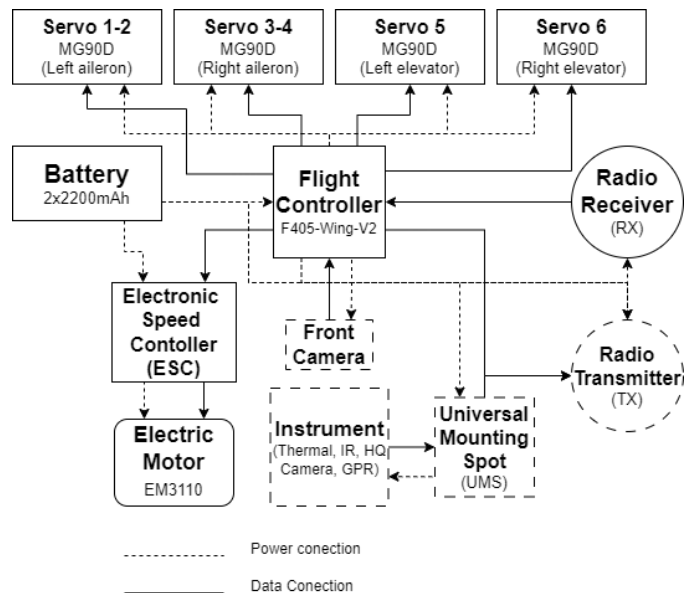 Servo 1-2
MG90D
(Left aileron)
Servo 3-4
MG90D
(Right aileron)
Servo 5
MG90D
(Left elevator)
Servo 6
MG90D
(Right elevator)
Battery
2x2200mAh
Flight
Controller
F405-Wing-V2
Radio
Receiver
(RX)
Electronic
Speed
Contoller
(ESC)
Front
Camera
Radio
Transmitter
(TX)
Electric
Motor
EM3110
Instrument
(Thermal, IR, HQ
Camera, GPR)
Universal
Mounting
Spot
(UMS)
Power conection
Data Conection